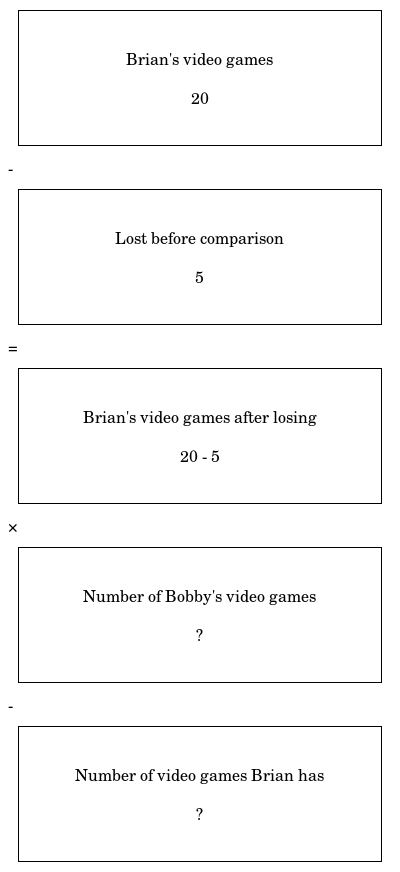 Brian's video games
20
-
Lost before comparison
5
=
Brian's video games after losing
20 - 5
×
Number of Bobby's video games
?
-
Number of video games Brian has
?